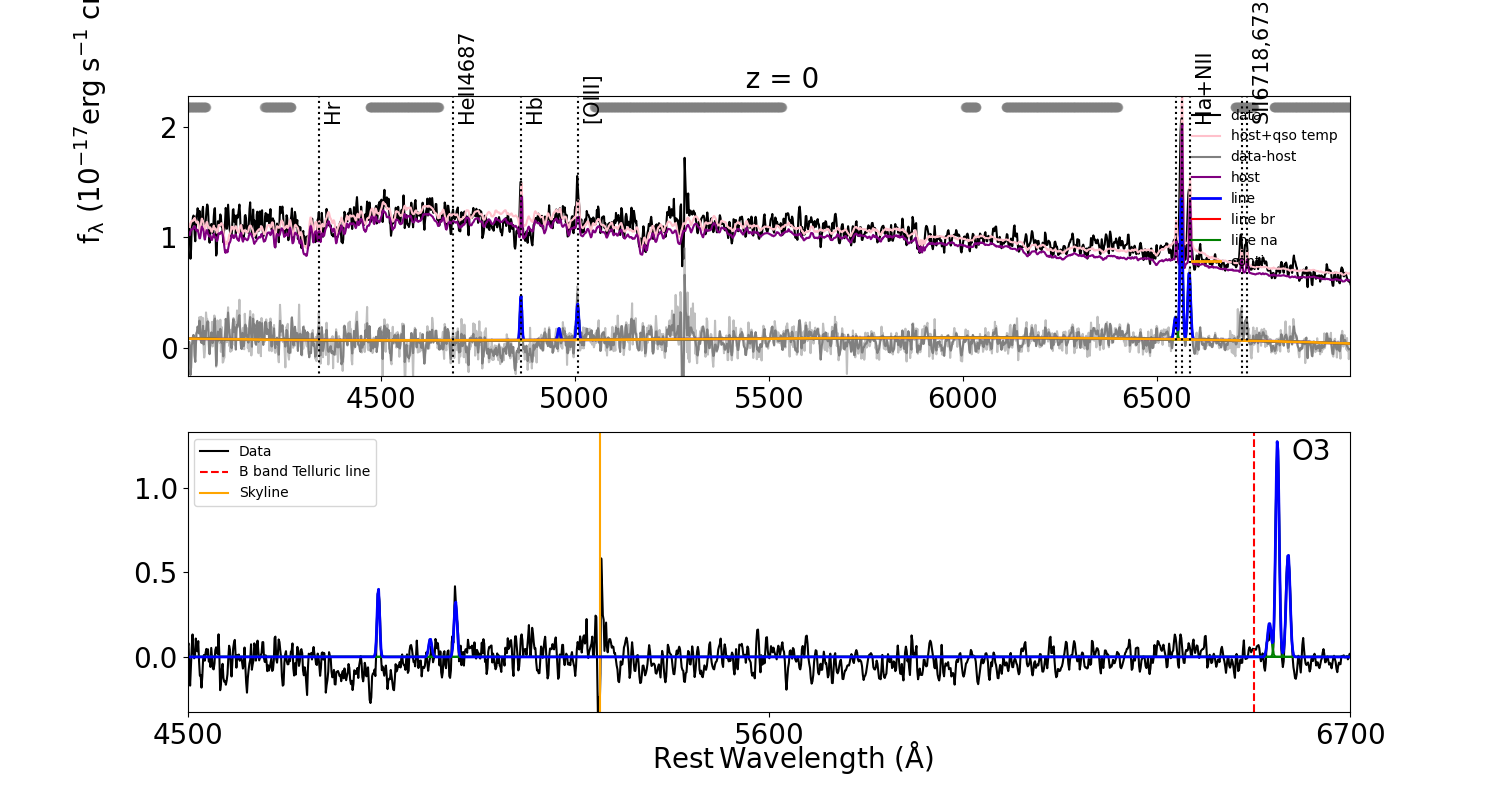 z = 0
f_λ (10^−17 erg s^−1 c
2
1
0
Hr
HeII4687
Hb
[OIII]
Ha+NII
SII6718,673
data
host+qso temp
data-host
host
line
line br
line na
4500
5000
5500
6000
6500
Data
B band Telluric line
Skyline
O3
1.0
0.5
0.0
4500
5600
6700
Rest Wavelength (Å)